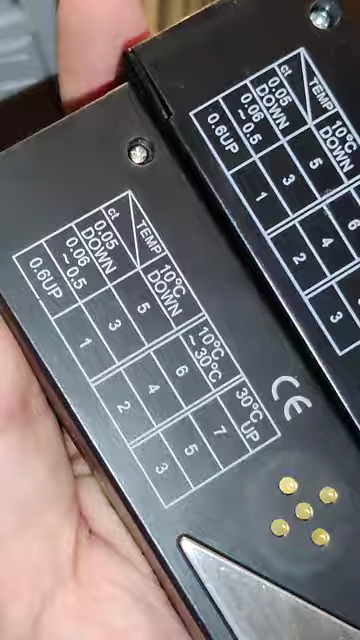 0.6UP 0.06 ~0.5 0.05 DOWN ct TEMP
1 3 5 10℃ DOWN
2 4 6 10℃ ~30℃
3 5 7 30℃ UP
CE
0.6UP 0.06 ~0.5 0.05 DOWN ct TEMP
1 3 5 10℃ DOWN
2 4 6
3